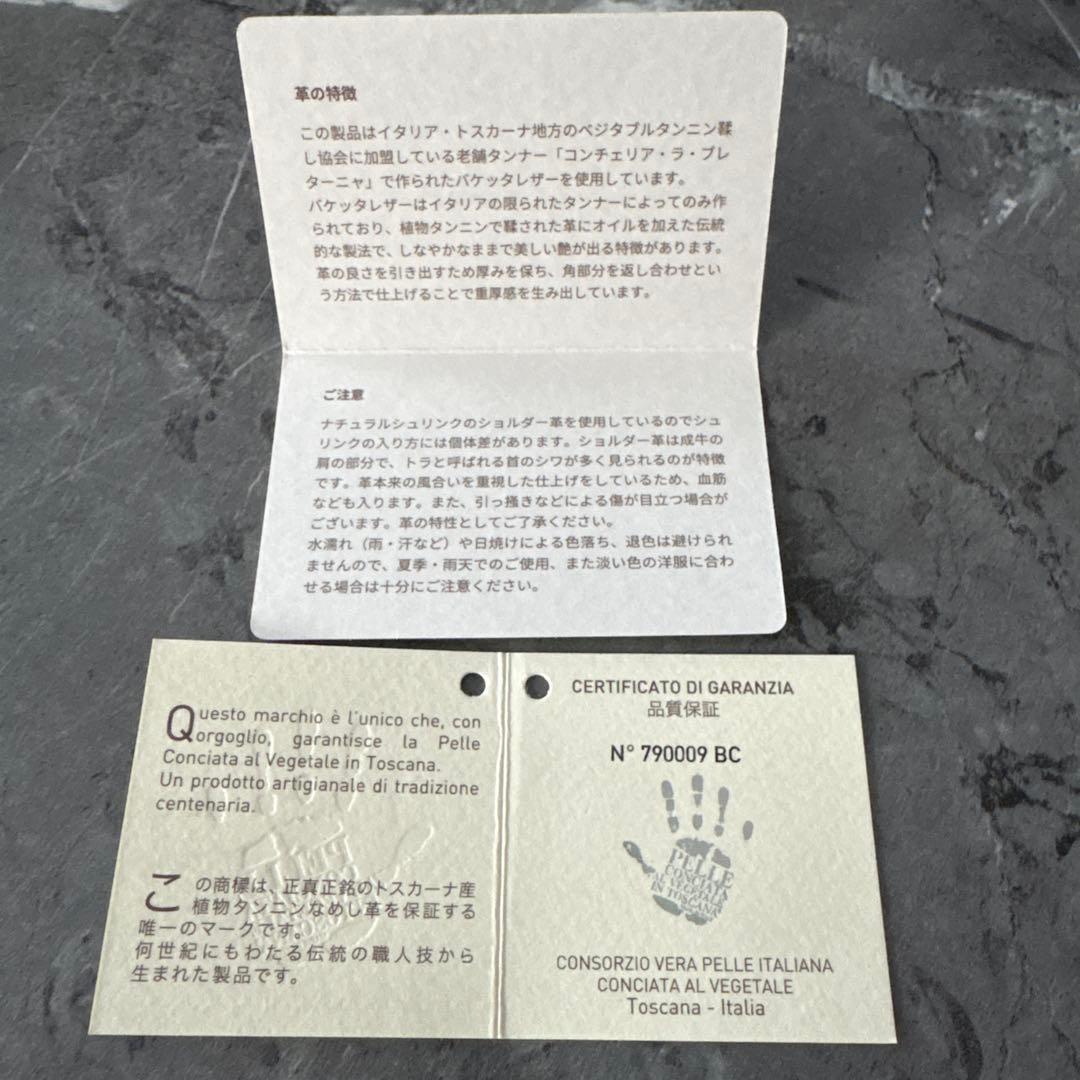 革の特徴
この製品はイタリア・トスカーナ地方のベジタブルタンニン鞣
し協会に加盟している老舗タンナー「コンチェリア・ラ・プレ
ターニャ」で作られたバケッタレザーを使用しています。
バケッタレザーはイタリアの限られたタンナーによってのみ作
られており、植物タンニンで鞣された革にオイルを加えた伝統
的な製法で、しなやかなままで美しい艶が出る特徴があります。
革の良さを引き出すため厚みを保ち、角部分を返し合わせとい
う方法で仕上げることで重厚感を生み出しています。
ご注意
ナチュラルシュリンクのショルダー革を使用しているのでシュ
リンクの入り方には個体差があります。ショルダー革は成牛の
肩の部分で、トラと呼ばれる首のシワが多く見られるのが特徴
です。革本来の風合いを重視した仕上げをしているため、血筋
なども入ります。また、引っ掻きなどによる傷が目立つ場合が
ございます。革の特性としてご了承ください。
水濡れ（雨・汗など）や日焼けによる色落ち、退色は避けられ
ませんので、夏季・雨天でのご使用、また淡い色の洋服に合わ
せる場合は十分にご注意ください。
Questo marchio è l'unico che, con
orgoglio, garantisce la Pelle
Conciata al Vegetale in Toscana.
Un prodotto artigianale di tradizione
centenaria.
この商標は、正真正銘のトスカーナ産
植物タンニンなめし革を保証する
唯一のマークです。
何世紀にもわたる伝統の職人技から
生まれた製品です。
CERTIFICATO DI GARANZIA
品質保証
N° 790009 BC
PELLE
CONCIATA
AL VEGETALE
IN TOSCANA
CONSORZIO VERA PELLE ITALIANA
CONCIATA AL VEGETALE
Toscana - Italia